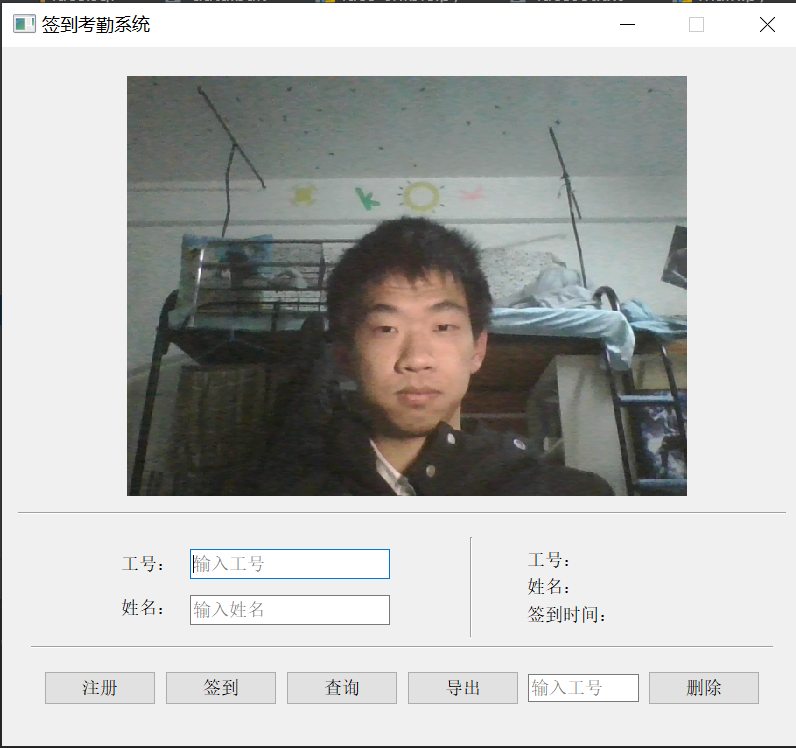 签到考勤系统
工号： 输入工号
姓名： 输入姓名
工号：
姓名：
签到时间：
注册 签到 查询 导出 输入工号 删除